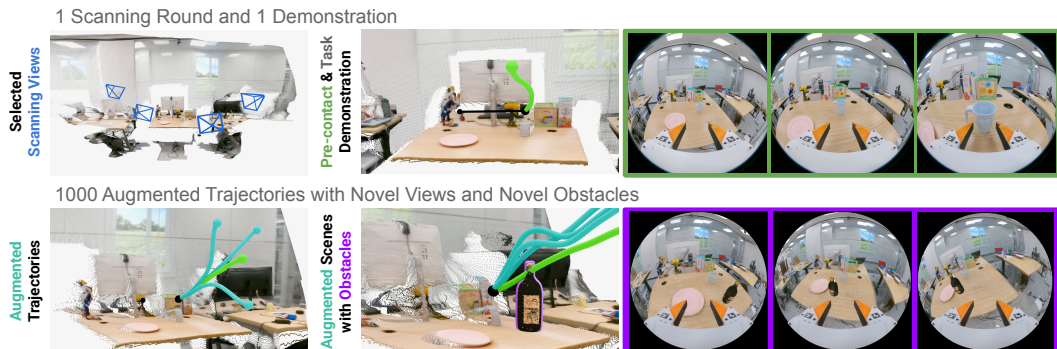 1 Scanning Round and 1 Demonstration
Selected
Scanning Views
Pre-contact & Task
Demonstration
1000 Augmented Trajectories with Novel Views and Novel Obstacles
Augmented
Trajectories
Augmented Scenes
with Obstacles